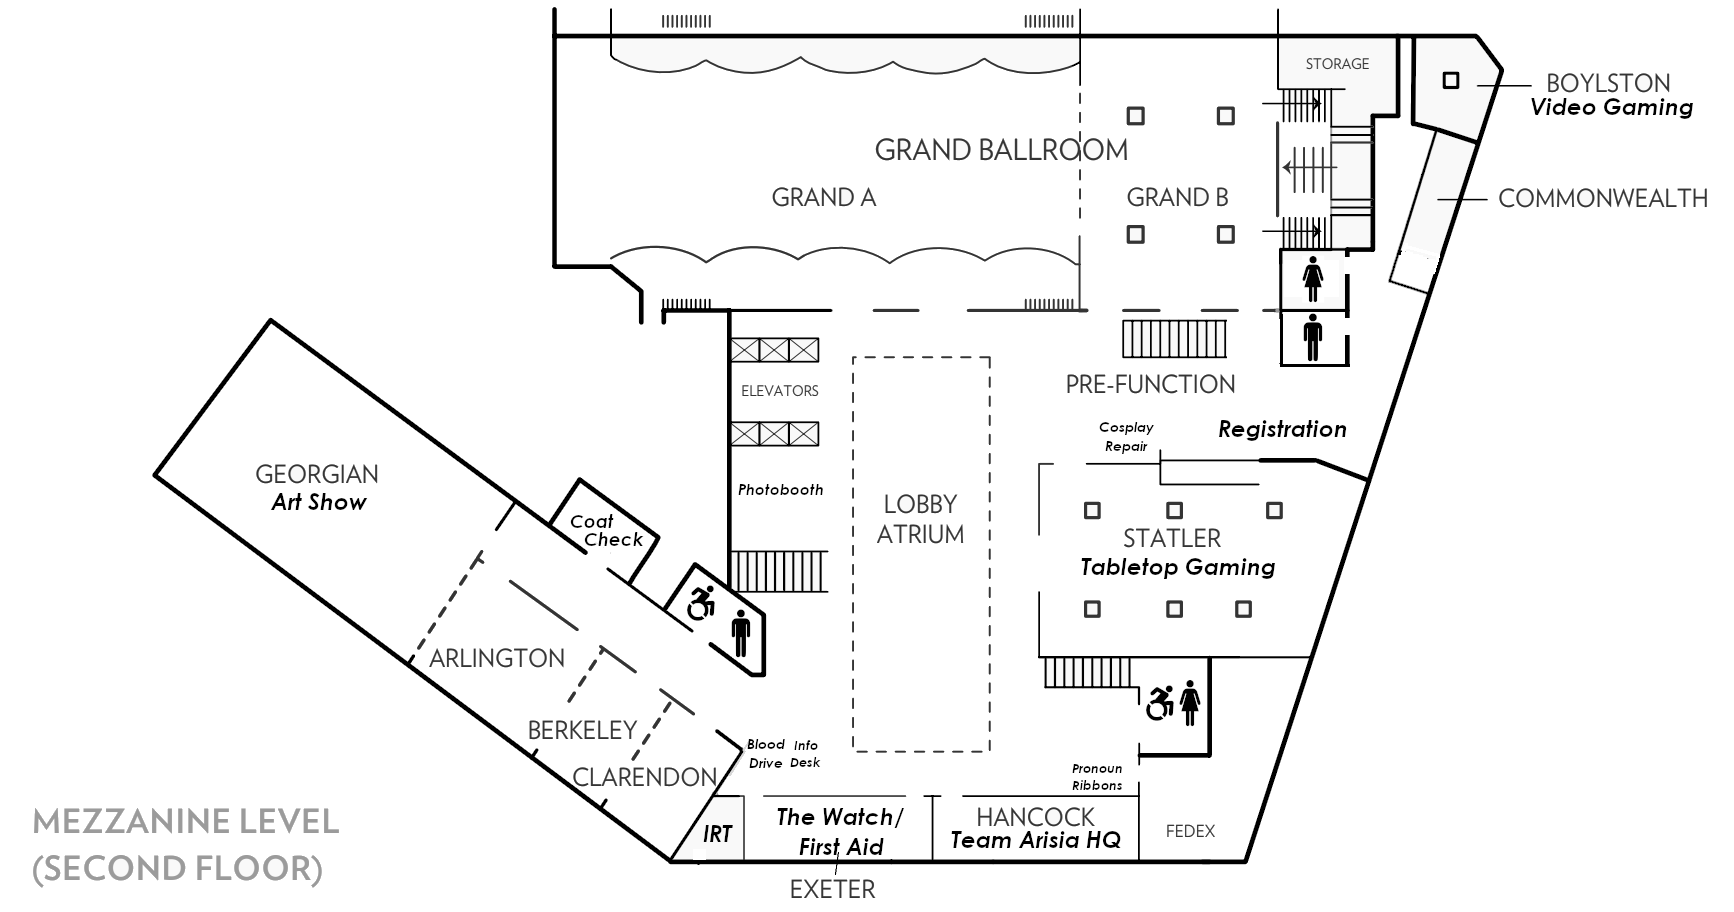 STORAGE
BOYLSTON
Video Gaming
GRAND BALLROOM
GRAND A
GRAND B
COMMONWEALTH
ELEVATORS
PRE-FUNCTION
Cosplay
Repair
Registration
GEORGIAN
Art Show
Photobooth
LOBBY
ATRIUM
Coat
Check
STATLER
Tabletop Gaming
ARLINGTON
BERKELEY
CLARENDON
Blood
Drive
Info
Desk
Pronoun
Ribbons
IRT
The Watch/
First Aid
HANCOCK
Team Arisia HQ
FEDEX
EXETER
MEZZANINE LEVEL
(SECOND FLOOR)